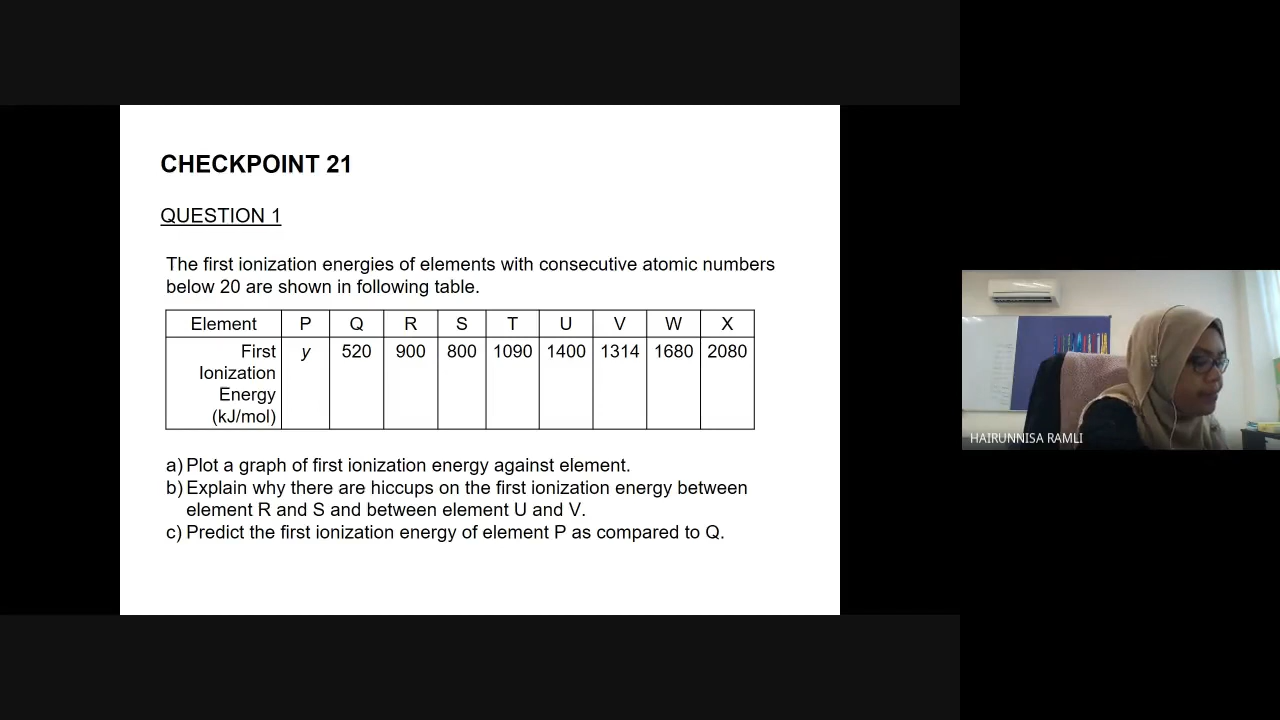 CHECKPOINT 21
QUESTION 1
The first ionization energies of elements with consecutive atomic numbers
below 20 are shown in following table.
Element P Q R S T U V W X
First y 520 900 800 1090 1400 1314 1680 2080
Ionization
Energy
(kJ/mol)
a) Plot a graph of first ionization energy against element.
b) Explain why there are hiccups on the first ionization energy between
element R and S and between element U and V.
c) Predict the first ionization energy of element P as compared to Q.
HAIRUNNISA RAMLI